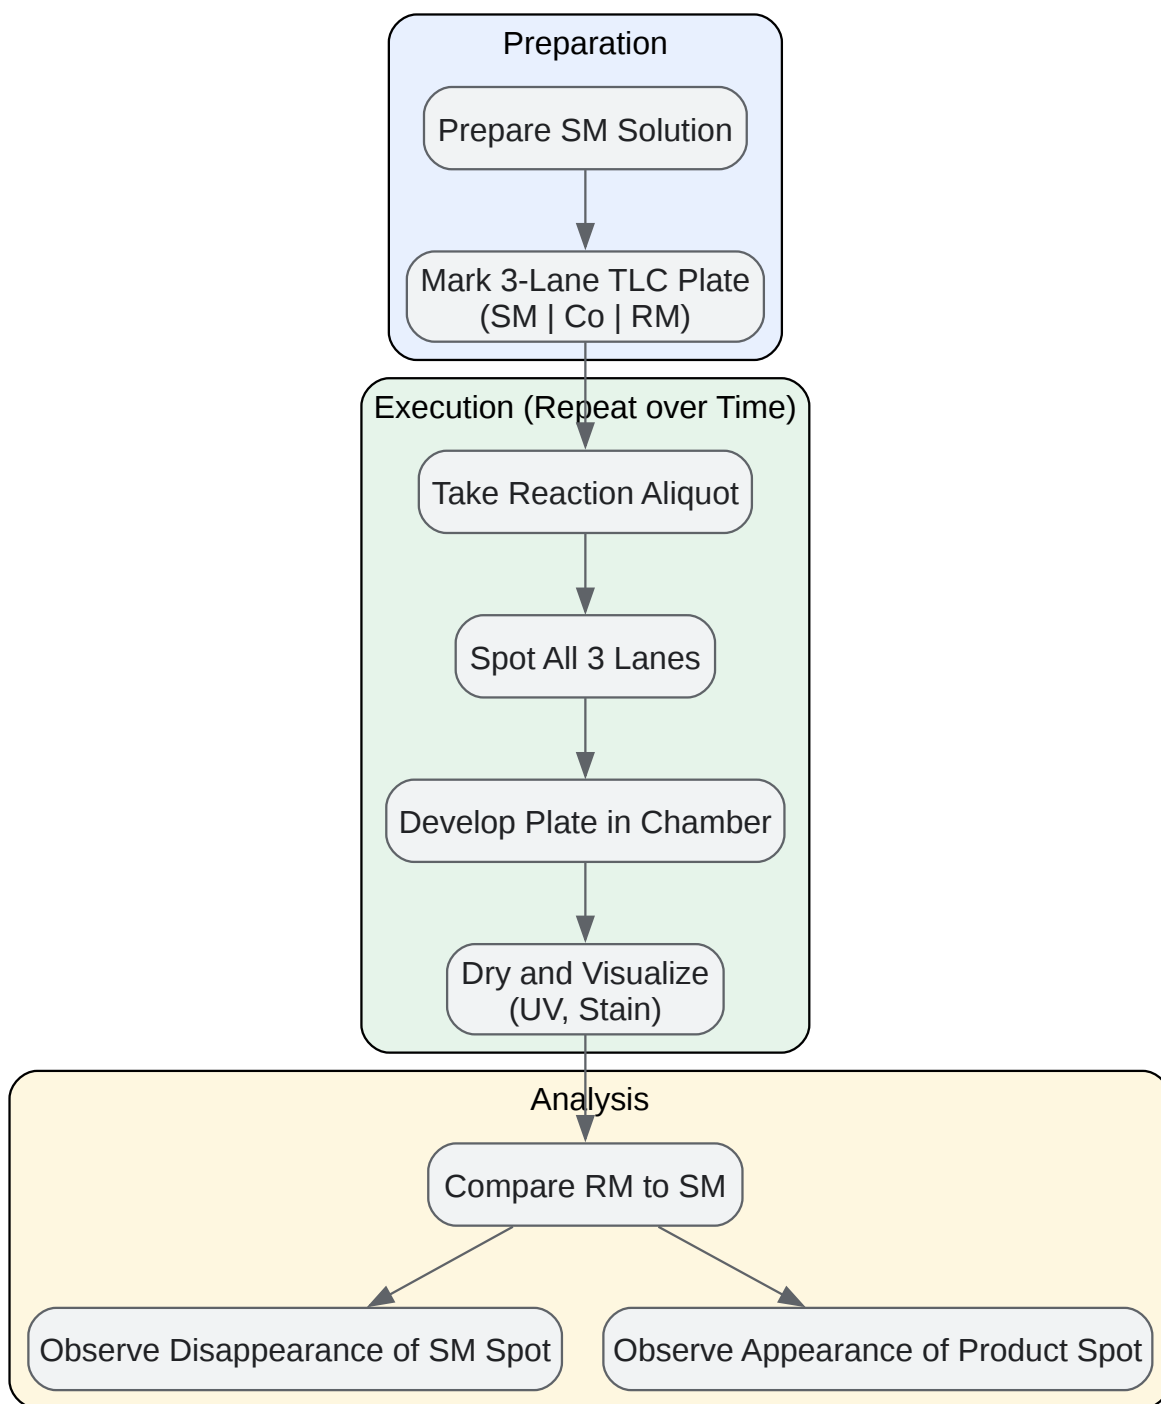 Preparation
Prepare SM Solution
Mark 3-Lane TLC Plate
(SM | Co | RM)
Execution (Repeat over Time)
Take Reaction Aliquot
Spot All 3 Lanes
Develop Plate in Chamber
Dry and Visualize
(UV, Stain)
Analysis
Compare RM to SM
Observe Disappearance of SM Spot
Observe Appearance of Product Spot